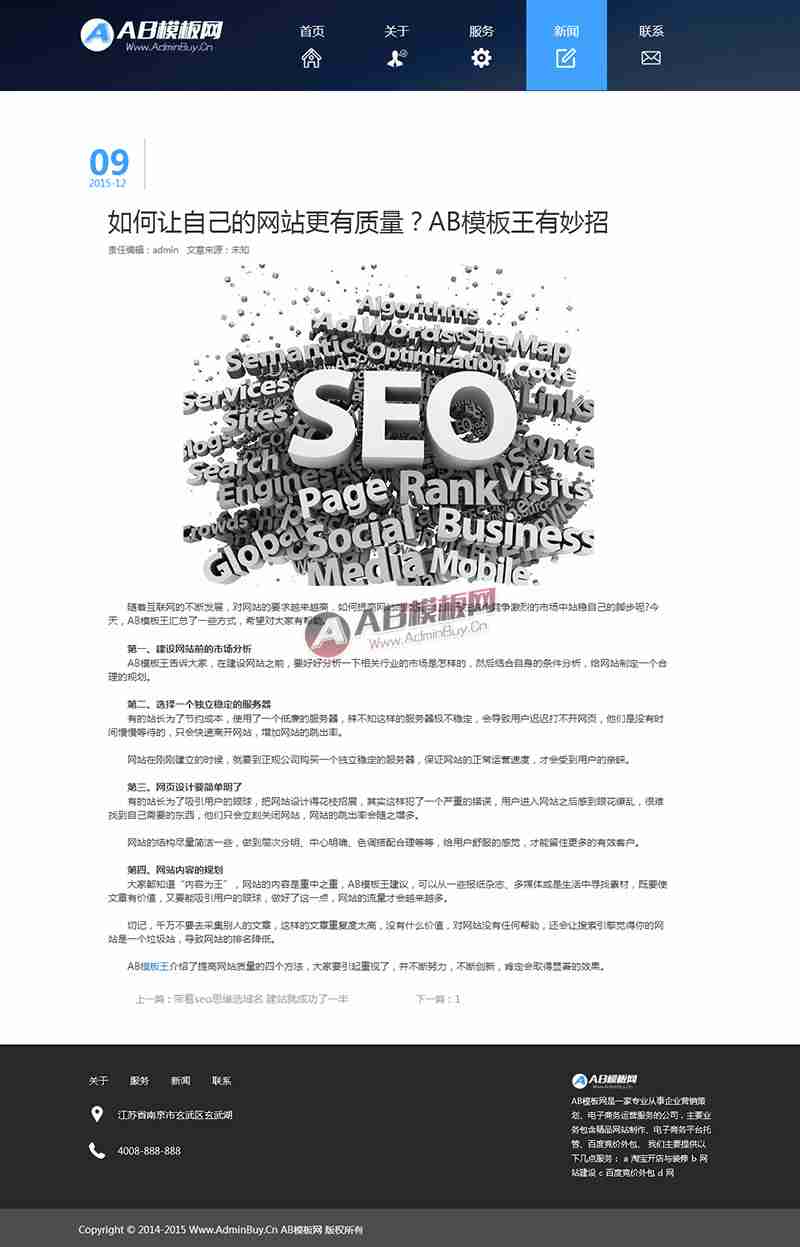 AB模板网
Www.AdminBuy.Cn
首页 关于 服务 新闻 联系
09
2015-12
如何让自己的网站更有质量？AB模板王有妙招
责任编辑：admin 文章来源：未知
Algorithms
Ad Words Site Map
Semantic Optimization Code
Services Links
Sites
SEO
Search
Engines
Page Rank Visits
Crowds
Social Business
Global
Media Mobile
随着互联网的不断发展，对网站的要求越来越高，如何提高网站
争激烈的市场中站稳自己的脚步呢?今
天，AB模板王汇总了一些方式，希望对大家有帮助。
AB模板网
Www.AdminBuy.Cn
第一、建设网站前的市场分析
AB模板王告诉大家，在建设网站之前，要好好分析一下相关行业的市场是怎样的，然后结合自身的条件分析，给网站制定一个合
理的规划。
第二、选择一个独立稳定的服务器
有的站长为了节约成本，使用了一个低廉的服务器，殊不知这样的服务器极不稳定，会导致用户迟迟打不开网页，他们是没有时
间慢慢等待的，只会快速离开网站，增加网站的跳出率。
网站在刚刚建立的时候，就要到正规公司购买一个独立稳定的服务器，保证网站的正常运营速度，才会受到用户的亲睐。
第三、网页设计要简单明了
有的站长为了吸引用户的眼球，把网站设计得花枝招展，其实这样犯了一个严重的错误，用户进入网站之后感到眼花缭乱，很难
找到自己需要的东西，他们只会立刻关闭网站，网站的跳出率会随之增多。
网站的结构尽量简洁一些，做到层次分明、中心明确、色调搭配合理等等，给用户舒服的感觉，才能留住更多的有效客户。
第四、网站内容的规划
大家都知道“内容为王”，网站的内容是重中之重，AB模板王建议，可以从一些报纸杂志、多媒体或是生活中寻找素材，既要使
文章有价值，又要能吸引用户的眼球，做好了这一点，网站的流量才会越来越多。
切记，千万不要去采集别人的文章，这样的文章重复度太高，没有什么价值，对网站没有任何帮助，还会让搜索引擎觉得你的网
站是一个垃圾站，导致网站的排名降低。
AB模板王介绍了提高网站质量的四个方法，大家要引起重视了，并不断努力，不断创新，肯定会取得显著的效果。
上一篇：带着seo思维选域名 建站就成功了一半 下一篇：1
关于 服务 新闻 联系
江苏省南京市玄武区玄武湖
4008-888-888
AB模板网
AB模板网是一家专业从事企业营销策
划、电子商务运营服务的公司，主要业
务包含精品网站制作、电子商务平台托
管、百度竞价外包、 我们主要提供以
下几点服务： a 淘宝开店与装修 b 网
站建设 c 百度竞价外包 d 网
Copyright © 2014-2015 Www.AdminBuy.Cn AB模板网 版权所有